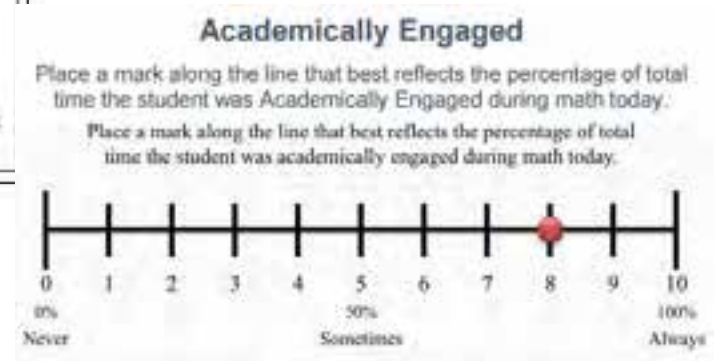 Academically Engaged
Place a mark along the line that best reflects the percentage of total
time the student was Academically Engaged during math today.
Place a mark along the line that best reflects the percentage of total
time the student was academically engaged during math today.
0 1 2 3 4 5 6 7 8 9 10
0% 50% 100%
Never Sometimes Always